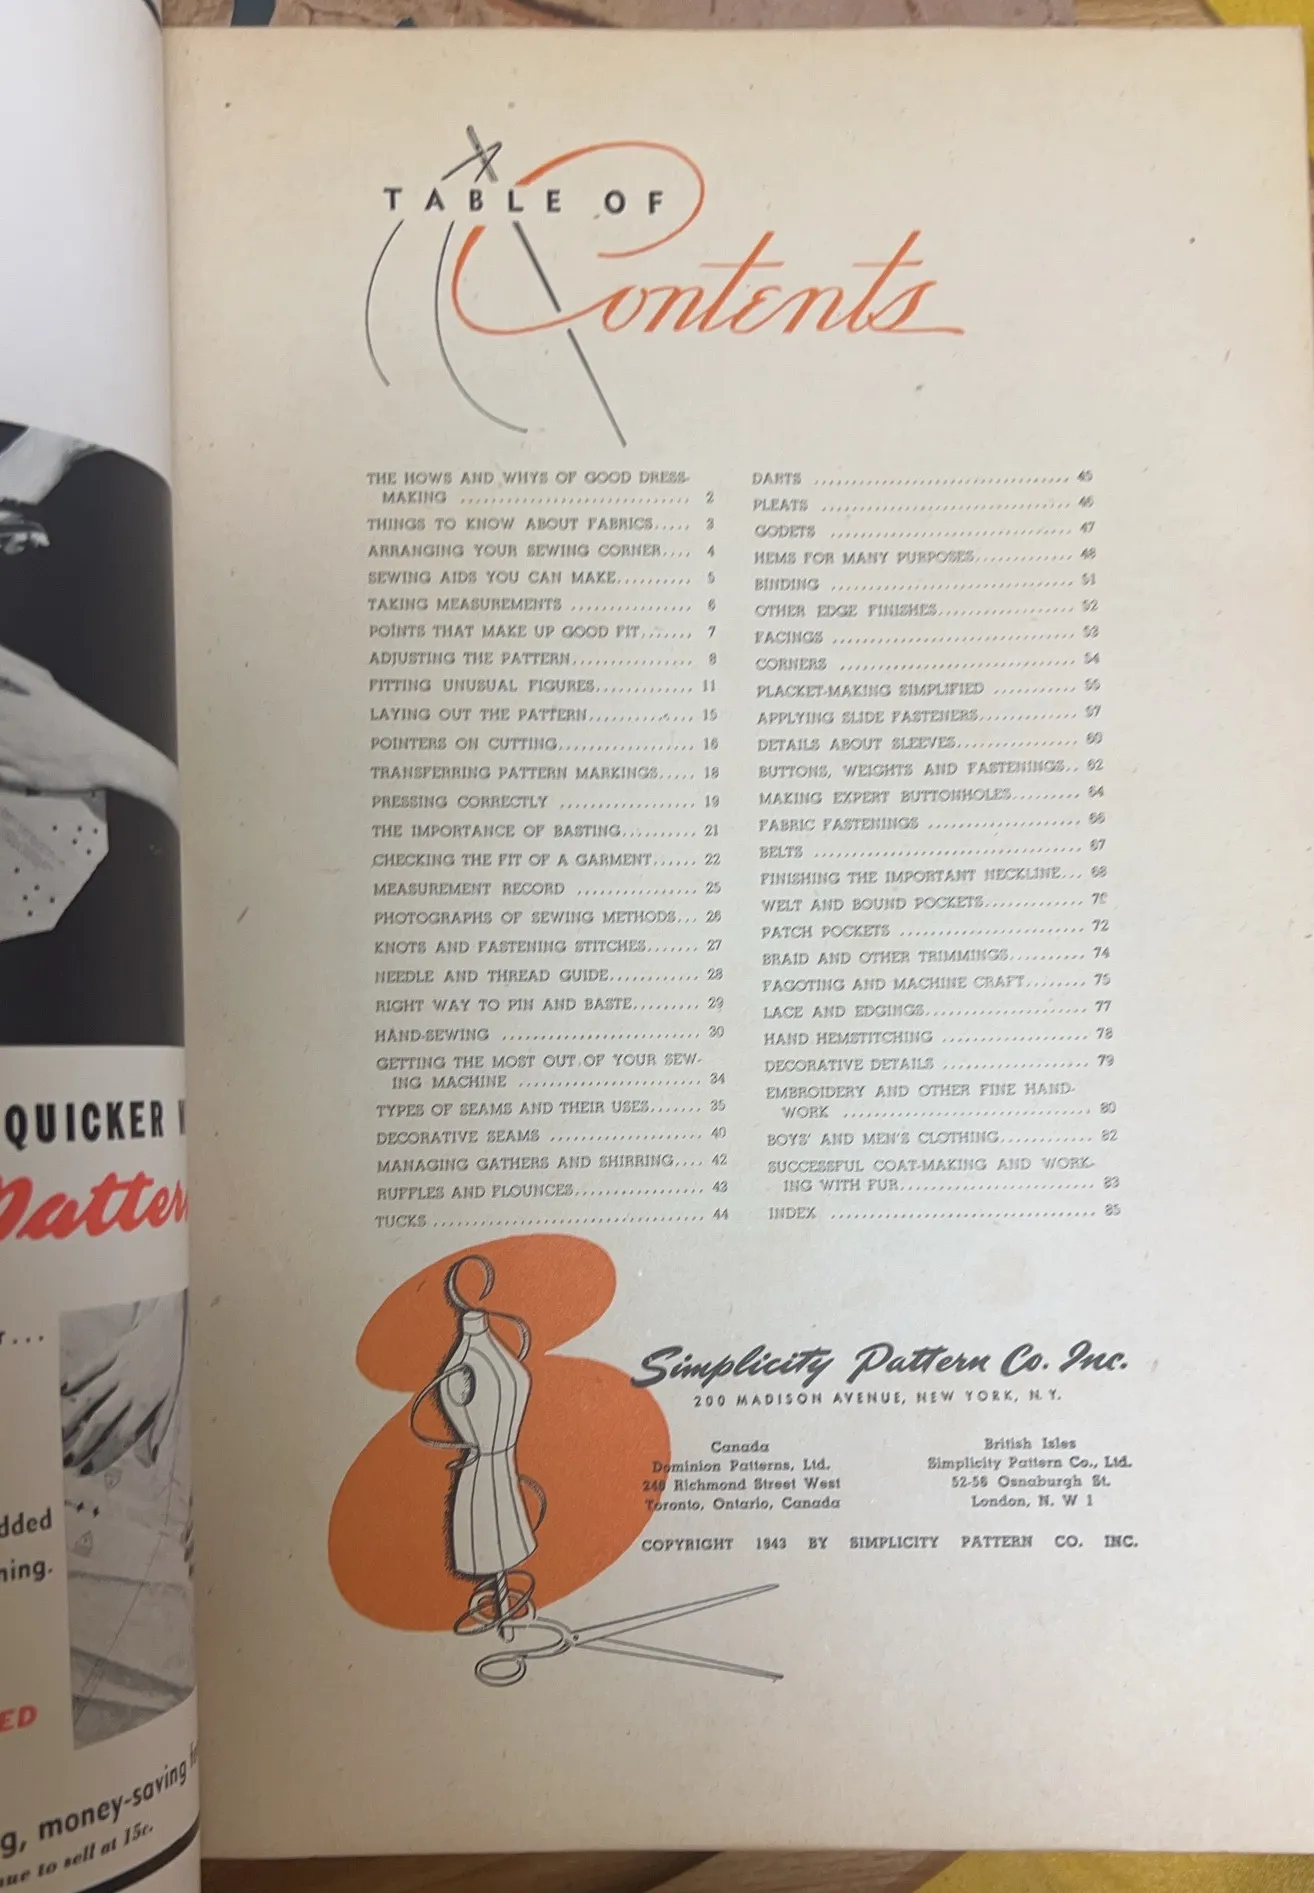 QUICKER
Pattern
r...
dded
ning.
ED
g, money-saving
nue to sell at 15c.
TABLE OF
Contents
THE HOWS AND WHYS OF GOOD DRESS-
MAKING .............................. 2
THINGS TO KNOW ABOUT FABRICS..... 3
ARRANGING YOUR SEWING CORNER.... 4
SEWING AIDS YOU CAN MAKE.......... 5
TAKING MEASUREMENTS ................ 6
POINTS THAT MAKE UP GOOD FIT....... 7
ADJUSTING THE PATTERN................ 8
FITTING UNUSUAL FIGURES............. 11
LAYING OUT THE PATTERN.............. 15
POINTERS ON CUTTING.................. 16
TRANSFERRING PATTERN MARKINGS..... 18
PRESSING CORRECTLY .................. 19
THE IMPORTANCE OF BASTING.......... 21
CHECKING THE FIT OF A GARMENT...... 22
MEASUREMENT RECORD ................ 25
PHOTOGRAPHS OF SEWING METHODS... 26
KNOTS AND FASTENING STITCHES....... 27
NEEDLE AND THREAD GUIDE............ 28
RIGHT WAY TO PIN AND BASTE......... 29
HAND-SEWING .......................... 30
GETTING THE MOST OUT OF YOUR SEW-
ING MACHINE ........................ 34
TYPES OF SEAMS AND THEIR USES....... 35
DECORATIVE SEAMS .................... 40
MANAGING GATHERS AND SHIRRING.... 42
RUFFLES AND FLOUNCES................. 43
TUCKS.................................... 44
DARTS .................................. 45
PLEATS ................................. 46
GODETS ................................ 47
HEMS FOR MANY PURPOSES............. 48
BINDING ................................ 51
OTHER EDGE FINISHES.................. 52
FACINGS ................................ 53
CORNERS ............................... 54
PLACKET-MAKING SIMPLIFIED ........... 55
APPLYING SLIDE FASTENERS............. 57
DETAILS ABOUT SLEEVES................ 60
BUTTONS, WEIGHTS AND FASTENINGS.. 62
MAKING EXPERT BUTTONHOLES......... 64
FABRIC FASTENINGS .................... 66
BELTS ................................... 67
FINISHING THE IMPORTANT NECKLINE... 68
WELT AND BOUND POCKETS............. 70
PATCH POCKETS ........................ 72
BRAID AND OTHER TRIMMINGS.......... 74
FAGOTING AND MACHINE CRAFT........ 75
LACE AND EDGINGS..................... 77
HAND HEMSTITCHING ................... 78
DECORATIVE DETAILS ................... 79
EMBROIDERY AND OTHER FINE HAND-
WORK ................................. 80
BOYS' AND MEN'S CLOTHING............ 82
SUCCESSFUL COAT-MAKING AND WORK-
ING WITH FUR.......................... 83
INDEX ................................... 85
Simplicity Pattern Co. Inc.
200 MADISON AVENUE, NEW YORK, N. Y.
Canada
Dominion Patterns, Ltd.
240 Richmond Street West
Toronto, Ontario, Canada
British Isles
Simplicity Pattern Co., Ltd.
52-56 Osnaburgh St.
London, N. W 1
COPYRIGHT 1943 BY SIMPLICITY PATTERN CO. INC.